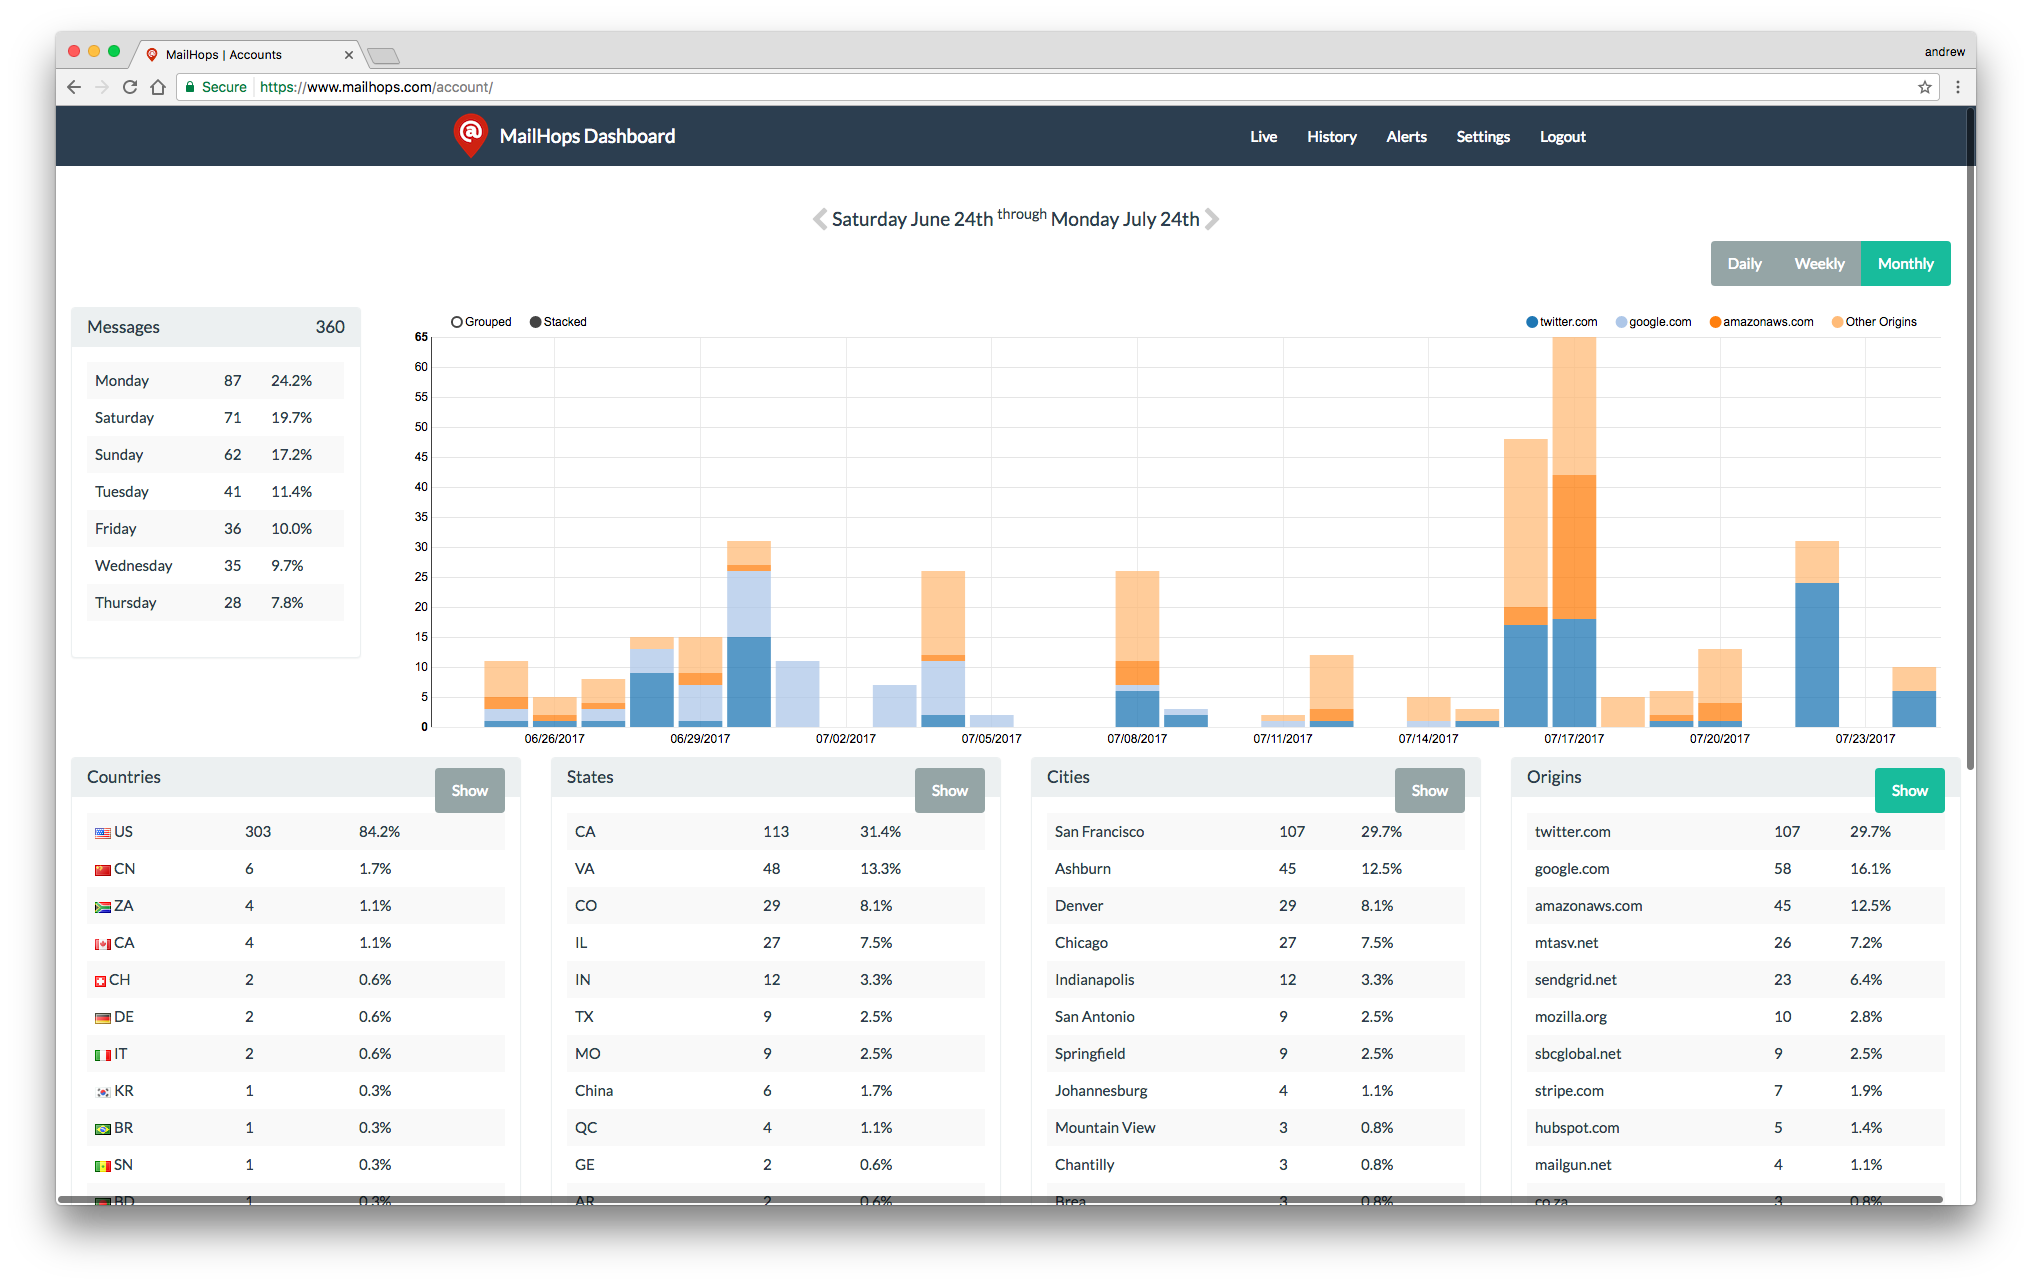 MailHops | Accounts
andrew
Secure https://www.mailhops.com/account/
MailHops Dashboard
Live History Alerts Settings Logout
Saturday June 24th through Monday July 24th
Daily Weekly Monthly
Messages 360
Monday 87 24.2%
Saturday 71 19.7%
Sunday 62 17.2%
Tuesday 41 11.4%
Friday 36 10.0%
Wednesday 35 9.7%
Thursday 28 7.8%
Grouped Stacked
twitter.com google.com amazonaws.com Other Origins
65
60
55
50
45
40
35
30
25
20
15
10
5
0
06/26/2017 06/29/2017 07/02/2017 07/05/2017 07/08/2017 07/11/2017 07/14/2017 07/17/2017 07/20/2017 07/23/2017
Countries Show
US 303 84.2%
CN 6 1.7%
ZA 4 1.1%
CA 4 1.1%
CH 2 0.6%
DE 2 0.6%
IT 2 0.6%
KR 1 0.3%
BR 1 0.3%
SN 1 0.3%
BD 1 0.3%
States Show
CA 113 31.4%
VA 48 13.3%
CO 29 8.1%
IL 27 7.5%
IN 12 3.3%
TX 9 2.5%
MO 9 2.5%
China 6 1.7%
QC 4 1.1%
GE 2 0.6%
AR 2 0.6%
Cities Show
San Francisco 107 29.7%
Ashburn 45 12.5%
Denver 29 8.1%
Chicago 27 7.5%
Indianapolis 12 3.3%
San Antonio 9 2.5%
Springfield 9 2.5%
Johannesburg 4 1.1%
Mountain View 3 0.8%
Chantilly 3 0.8%
Brea 3 0.8%
Origins Show
twitter.com 107 29.7%
google.com 58 16.1%
amazonaws.com 45 12.5%
mtasv.net 26 7.2%
sendgrid.net 23 6.4%
mozilla.org 10 2.8%
sbcglobal.net 9 2.5%
stripe.com 7 1.9%
hubspot.com 5 1.4%
mailgun.net 4 1.1%
co.za 3 0.8%